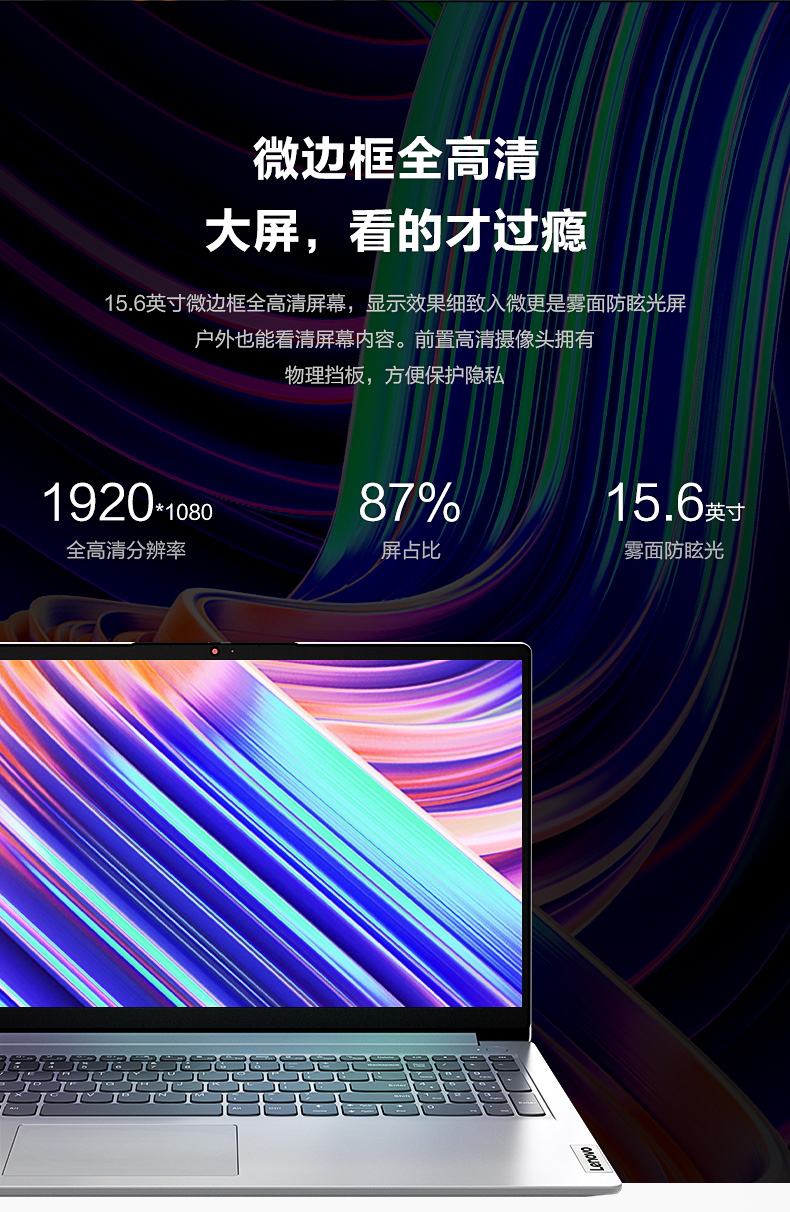 微边框全高清
大屏，看的才过瘾
15.6英寸微边框全高清屏幕，显示效果细致入微更是雾面防眩光屏
户外也能看清屏幕内容。前置高清摄像头拥有
物理挡板，方便保护隐私
1920*1080
全高清分辨率
87%
屏占比
15.6英寸
雾面防眩光
Lenovo